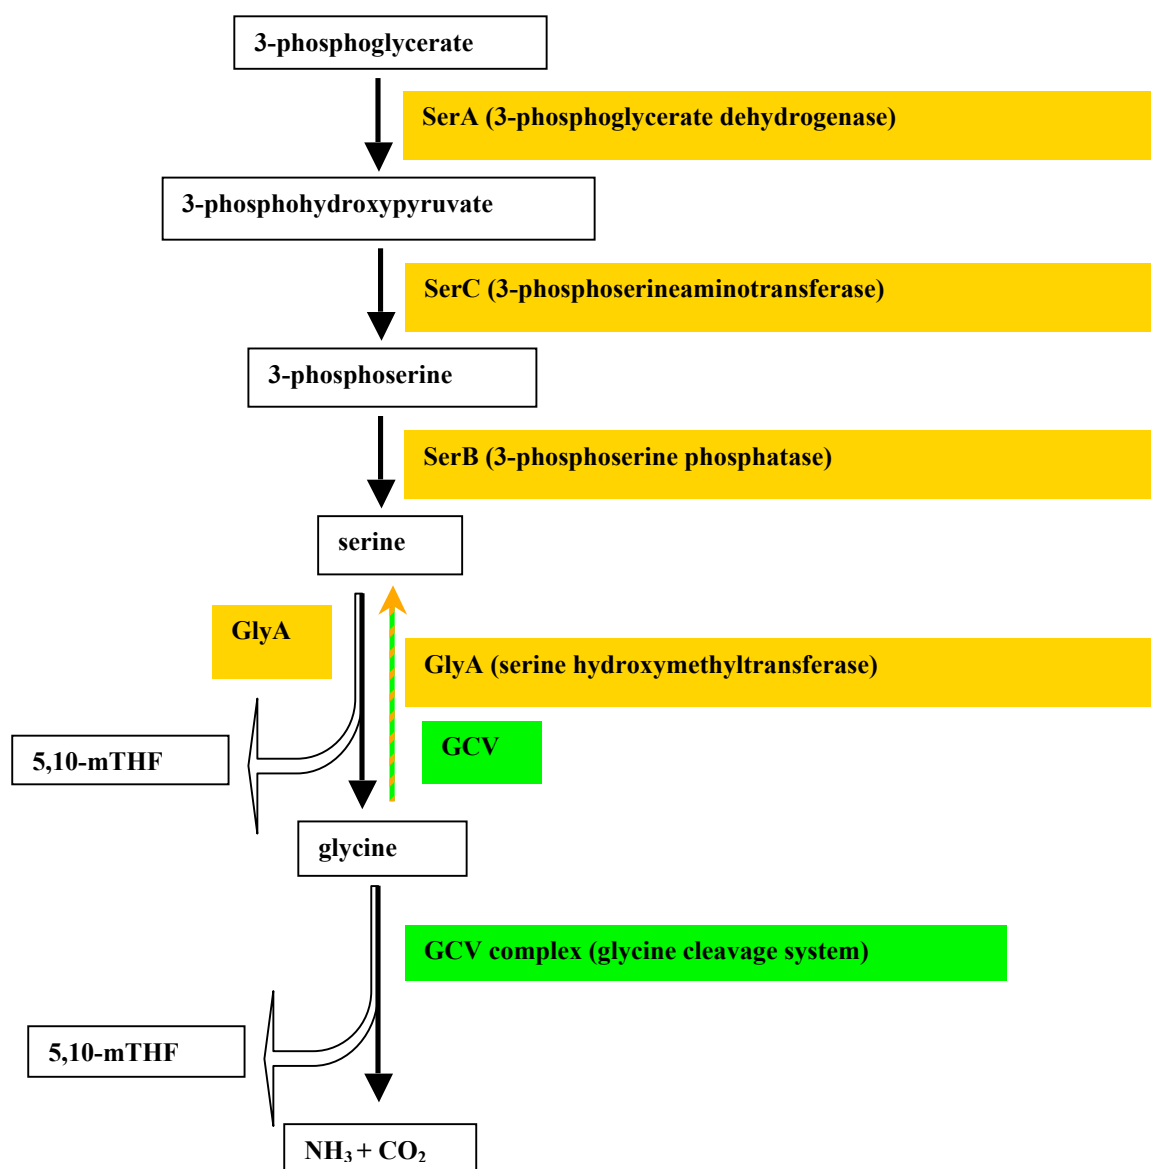 3-phosphoglycerate
SerA (3-phosphoglycerate dehydrogenase)
3-phosphohydroxypyruvate
SerC (3-phosphoserineaminotransferase)
3-phosphoserine
SerB (3-phosphoserine phosphatase)
serine
GlyA
GlyA (serine hydroxymethyltransferase)
GCV
5,10-mTHF
glycine
GCV complex (glycine cleavage system)
5,10-mTHF
NH₃ + CO₂